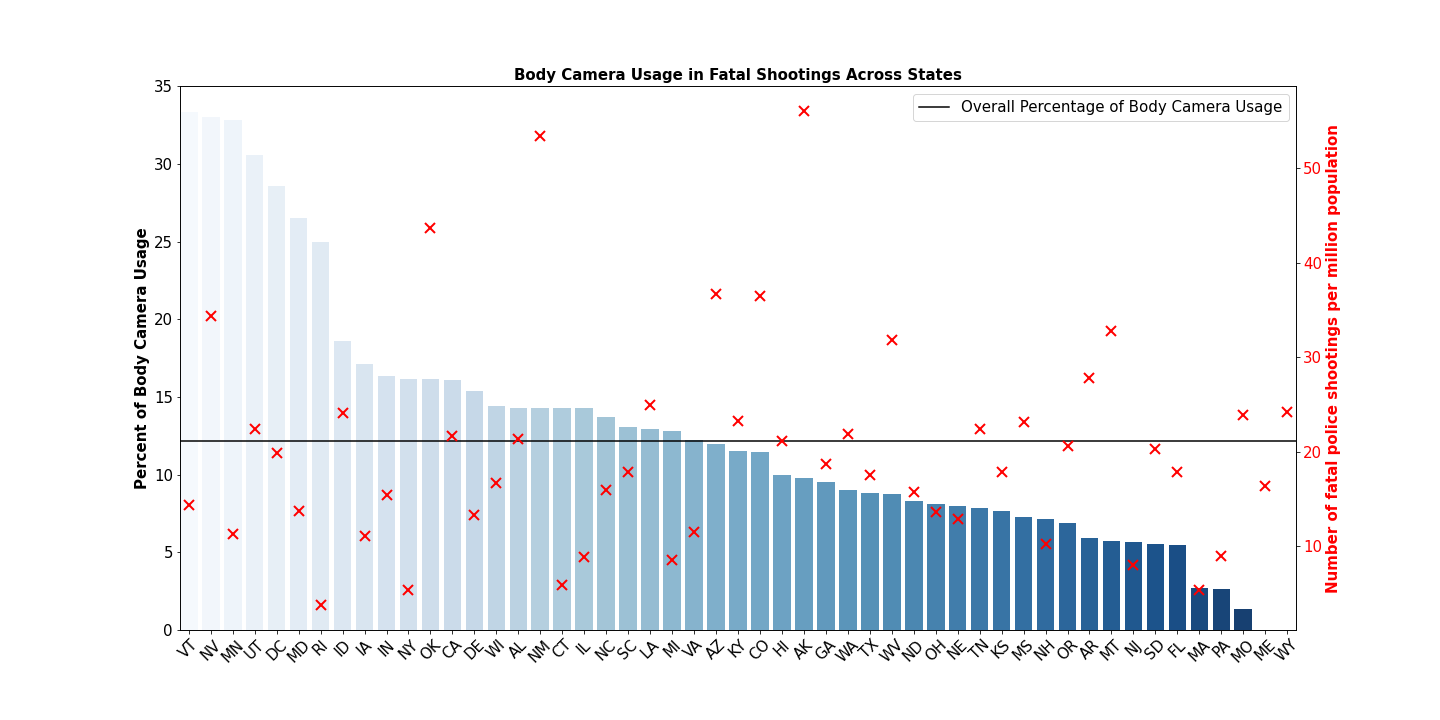 Body Camera Usage in Fatal Shootings Across States
Overall Percentage of Body Camera Usage
Percent of Body Camera Usage
35
30
25
20
15
10
5
0
50
40
30
20
10
Number of fatal police shootings per million population
VT NV MN UT DC MD RI ID IA IN NY OK CA DE WI AL NM CT IL NC SC LA MI VA AZ KY CO HI AK GA WA TX WV ND OH NE TN KS MS NH OR AR MT NJ SD FL MA PA MO ME WY